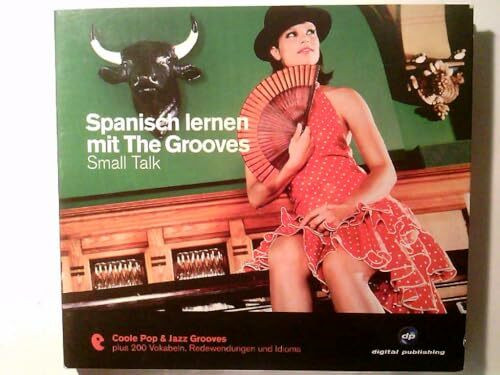 Spanisch lernen
mit The Grooves
Small Talk
Coole Pop & Jazz Grooves
plus 200 Vokabeln, Redewendungen und Idioms
dp
digital publishing